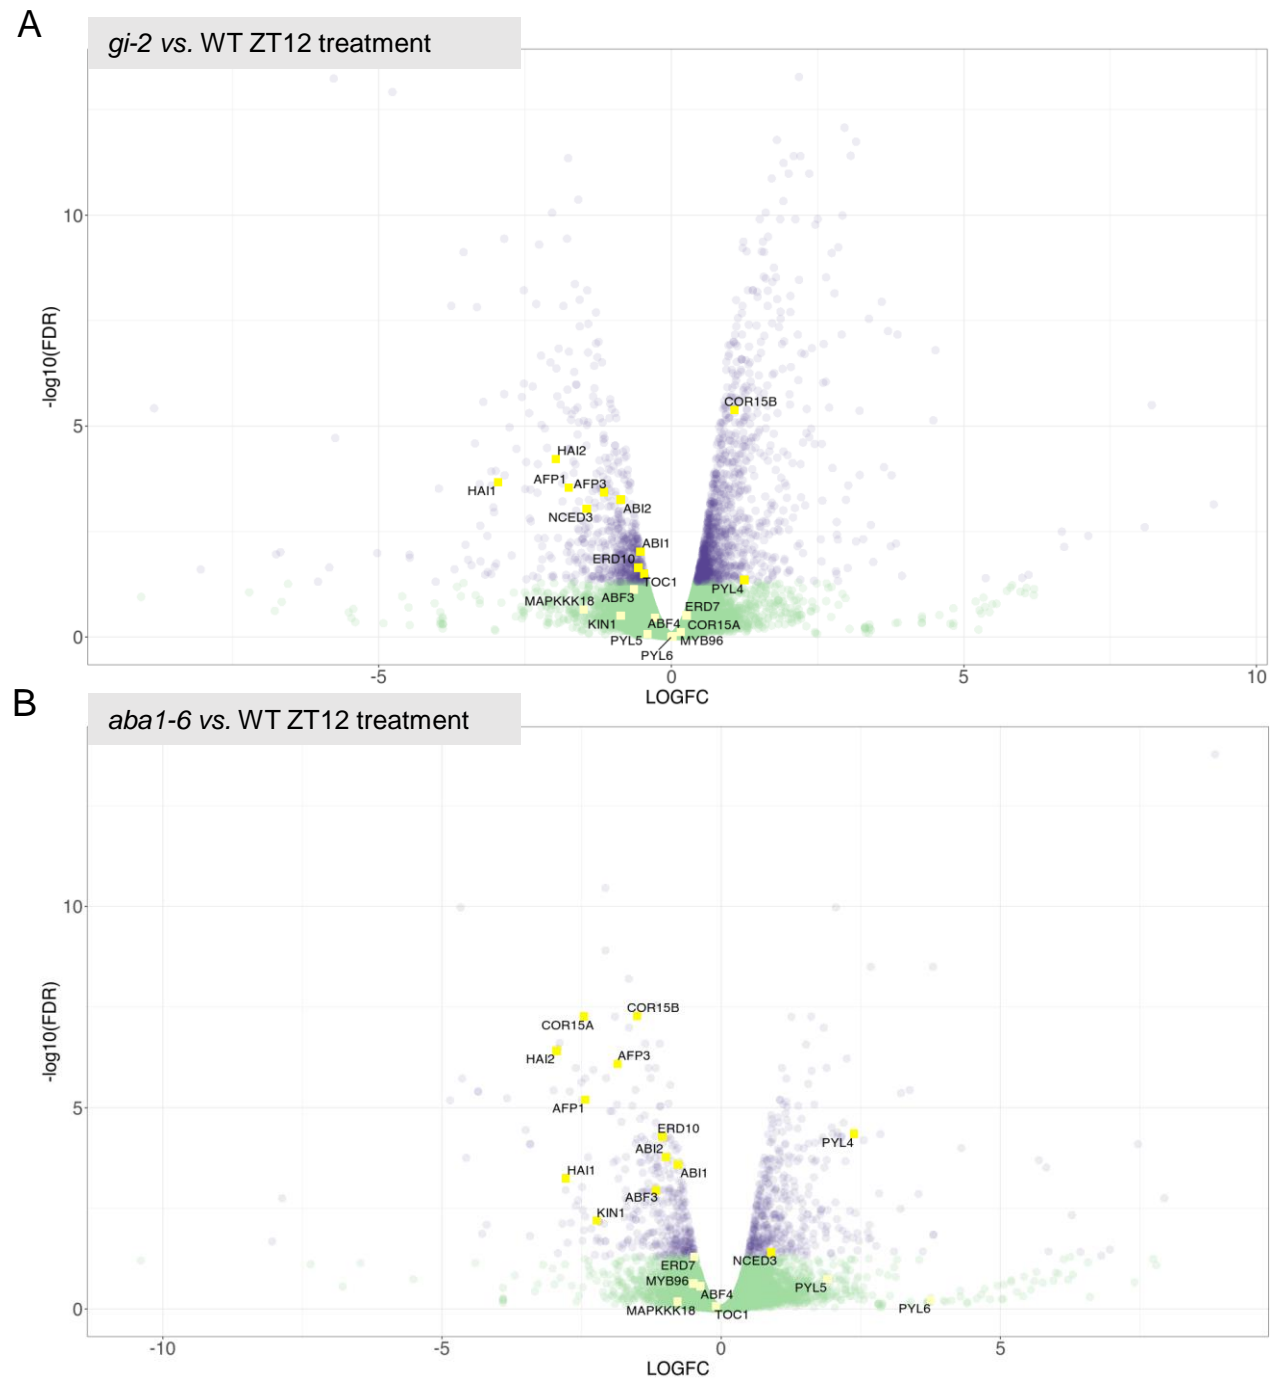 A
gi-2 vs. WT ZT12 treatment
10
5
0
-log10(FDR)
COR15B
HAI2
AFP1
AFP3
HAI1
ABI2
NCED3
ABI1
ERD10
TOC1
PYL4
MAPKKK18
ABF3
ERD7
KIN1
ABF4
COR15A
PYL5
MYB96
PYL6
-5
0
5
10
LOGFC
B
aba1-6 vs. WT ZT12 treatment
10
5
0
-log10(FDR)
COR15B
COR15A
HAI2
AFP3
AFP1
ERD10
PYL4
ABI2
ABI1
HAI1
ABF3
KIN1
NCED3
ERD7
MYB96
PYL5
ABF4
MAPKKK18
TOC1
PYL6
-10
-5
0
5
LOGFC